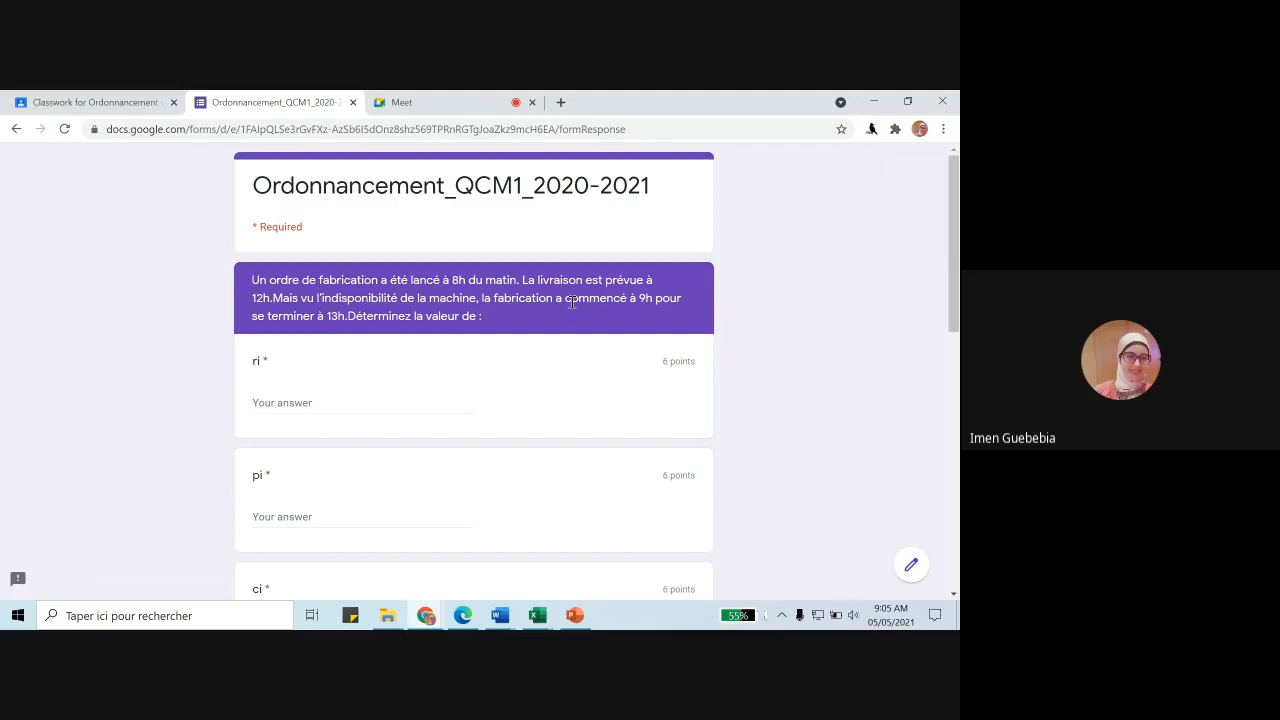 Classwork for Ordonnancement
Ordonnancement_QCM1_2020-2
Meet
docs.google.com/forms/d/e/1FAIpQLSe3rGvFXz-AzSb6I5dOnz8shz569TPRnRGTgJoaZkz9mcH6EA/formResponse
Ordonnancement_QCM1_2020-2021
* Required
Un ordre de fabrication a été lancé à 8h du matin. La livraison est prévue à
12h.Mais vu l'indisponibilité de la machine, la fabrication a commencé à 9h pour
se terminer à 13h.Déterminez la valeur de :
ri *
6 points
Your answer
pi *
6 points
Your answer
ci *
6 points
Imen Guebebia
Taper ici pour rechercher
55%
9:05 AM
05/05/2021